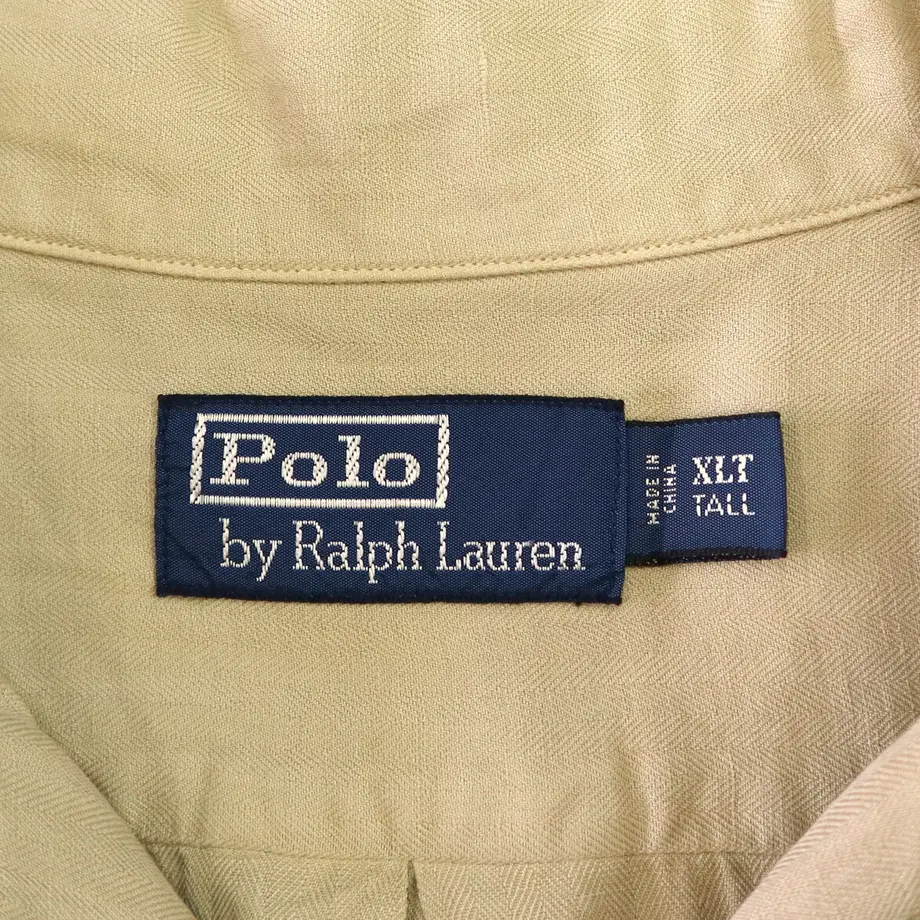 Polo
by Ralph Lauren
MADE IN
CHINA
XLT
TALL